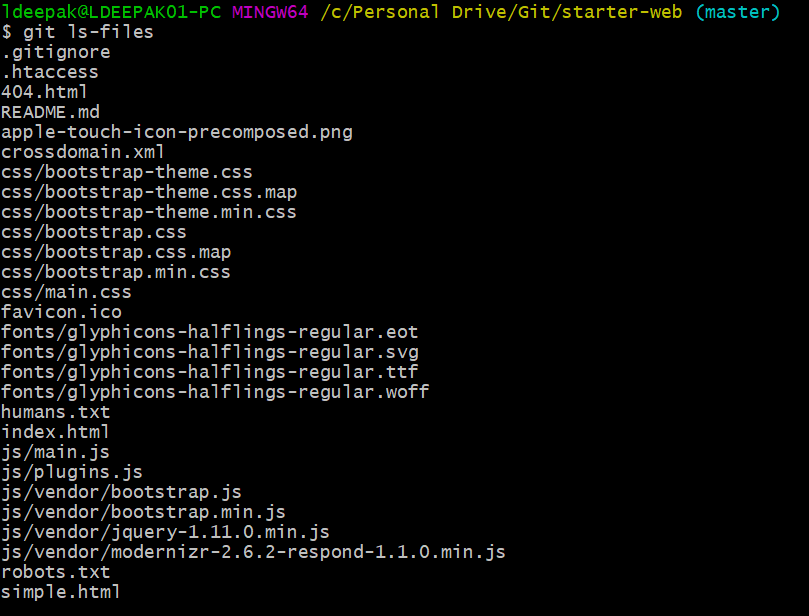 ldeepak@LDEEPAK01-PC MINGW64 /c/Personal Drive/Git/starter-web (master)
$ git ls-files
.gitignore
.htaccess
404.html
README.md
apple-touch-icon-precomposed.png
crossdomain.xml
css/bootstrap-theme.css
css/bootstrap-theme.css.map
css/bootstrap-theme.min.css
css/bootstrap.css
css/bootstrap.css.map
css/bootstrap.min.css
css/main.css
favicon.ico
fonts/glyphicons-halflings-regular.eot
fonts/glyphicons-halflings-regular.svg
fonts/glyphicons-halflings-regular.ttf
fonts/glyphicons-halflings-regular.woff
humans.txt
index.html
js/main.js
js/plugins.js
js/vendor/bootstrap.js
js/vendor/bootstrap.min.js
js/vendor/jquery-1.11.0.min.js
js/vendor/modernizr-2.6.2-respond-1.1.0.min.js
robots.txt
simple.html